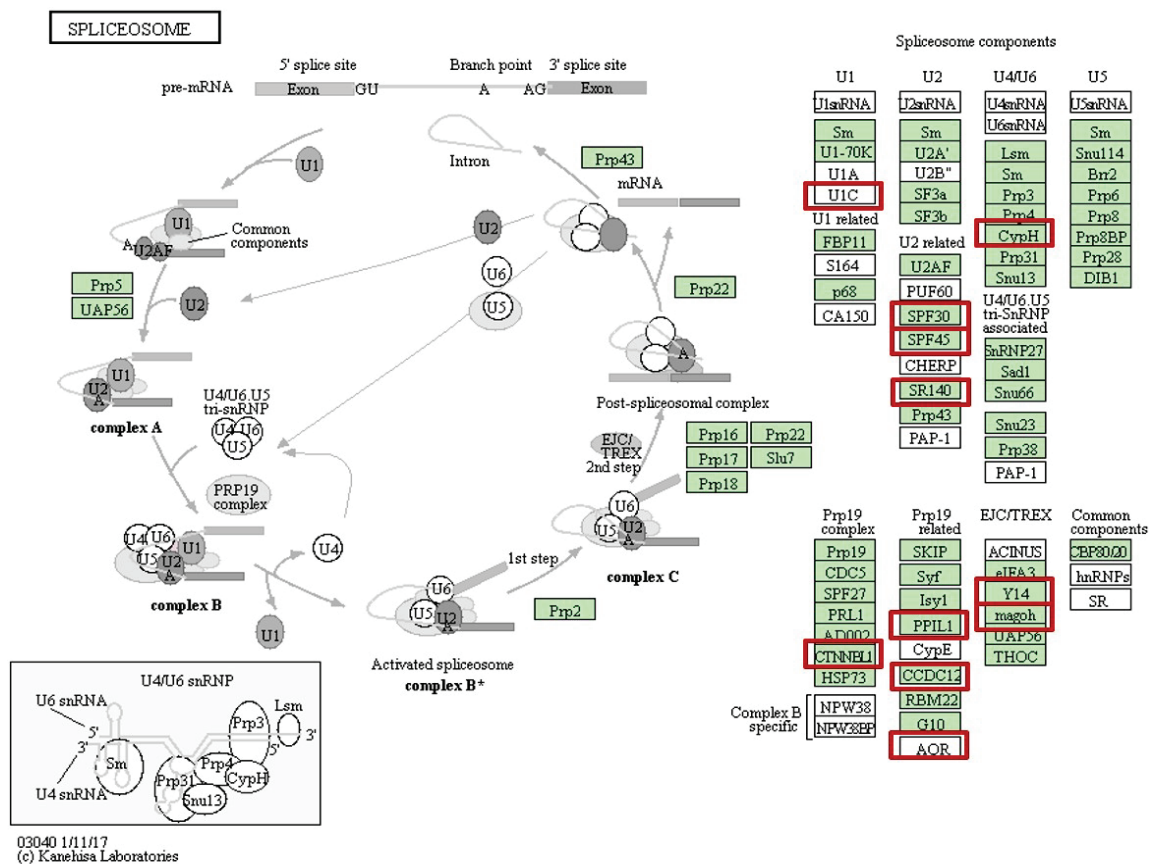 SPLICEOSOME
5' splice site
Branch point
3' splice site
pre-mRNA
Exon
GU
A
AG
Exon
U1
Intron
Prp43
mRNA
U1
A
U2AF
Common
components
U2
U6
U5
Prp5
UAP56
U2
Prp22
U2
A
U1
complex A
U4/U6.U5
tri-snRNP
U4
U6
U5
A
Post-spliceosomal complex
EJC/
TREX
2nd step
Prp16
Prp22
Prp17
Slu7
Prp18
PRP19
complex
U4
U6
U5
U2
A
U1
complex B
U4
U1
U6
U5
U2
A
1st step
Prp2
Activated spliceosome
complex B*
U6
U5
U2
A
complex C
U4/U6 snRNP
U6 snRNA
5'
3'
U4 snRNA
Sm
Prp31
Snu13
Prp4
CypH
Prp3
5'
Lsm
3'
03040 1/11/17
(c) Kanehisa Laboratories
Spliceosome components
U1
U1snRNA
Sm
U1-70K
U1A
U1C
U1 related
FBP11
S164
p68
CA150
U2
U2snRNA
Sm
U2A'
U2B"
SF3a
SF3b
U2 related
U2AF
PUF60
SPF30
SPF45
CHERP
SR140
Prp43
PAP-1
U4/U6
U4snRNA
U6snRNA
Lsm
Sm
Prp3
Prp4
CypH
Prp31
Snu13
U4/U6.U5
tri-SnRNP
associated
SnRNP27
Sad1
Snu66
Snu23
Prp38
PAP-1
U5
U5snRNA
Sm
Snu114
Brr2
Prp6
Prp8
Prp8BP
Prp28
DIB1
Prp19
complex
Prp19
CDC5
SPF27
PRL1
AD002
CTNNBL1
HSP73
Complex B
specific
NPW38
NPW38BP
Prp19
related
SKIP
Syf
Isy1
PPIL1
CypE
CCDC12
RBM22
G10
AQR
EJC/TREX
ACINUS
eIFA3
Y14
magoh
UAP56
THOC
Common
components
CBP80/20
hnRNPs
SR